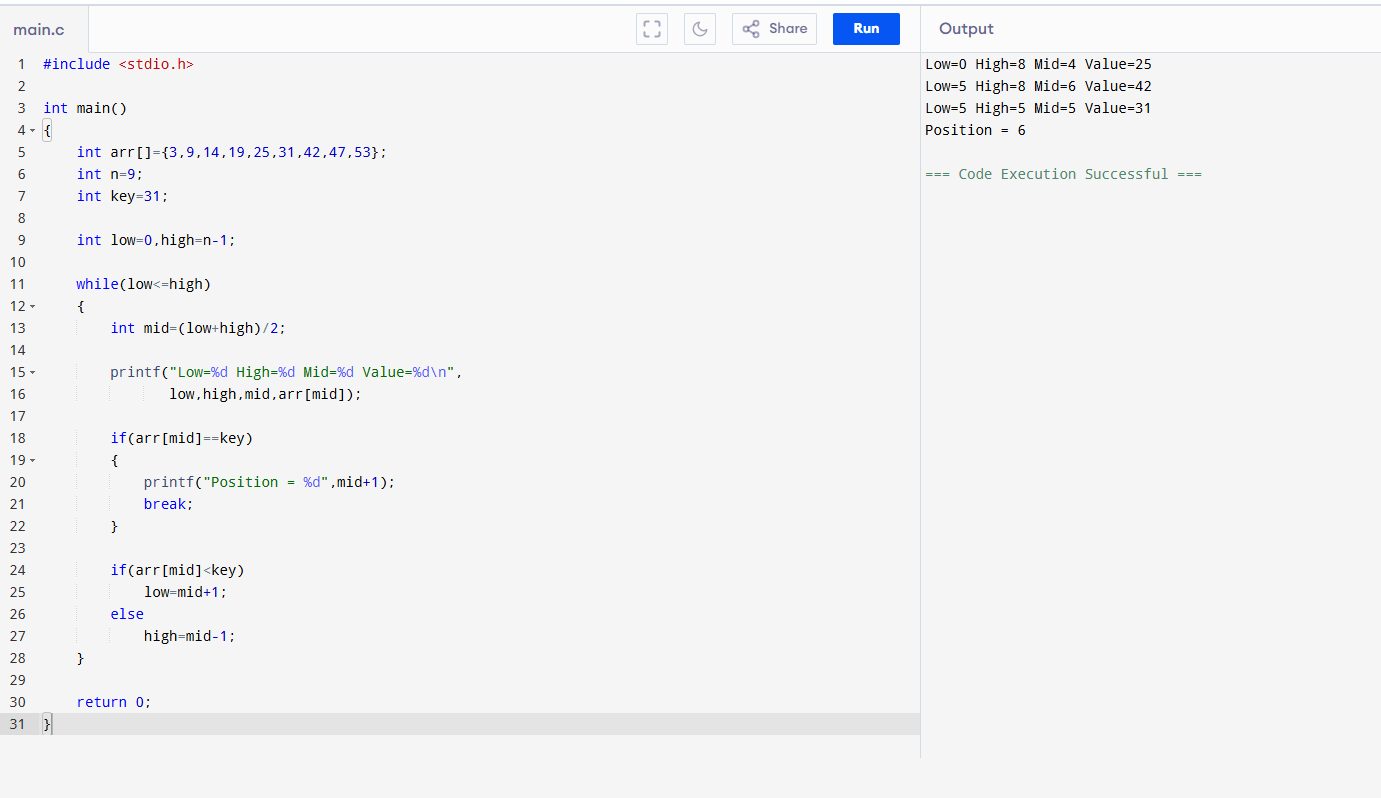 main.c
Share
Run
Output
1 #include <stdio.h>
2
3 int main()
4 {
5     int arr[]={3,9,14,19,25,31,42,47,53};
6     int n=9;
7     int key=31;
8
9     int low=0,high=n-1;
10
11     while(low<=high)
12     {
13         int mid=(low+high)/2;
14
15         printf("Low=%d High=%d Mid=%d Value=%d\n",
16                low,high,mid,arr[mid]);
17
18         if(arr[mid]==key)
19         {
20             printf("Position = %d",mid+1);
21             break;
22         }
23
24         if(arr[mid]<key)
25             low=mid+1;
26         else
27             high=mid-1;
28     }
29
30     return 0;
31 }
Low=0 High=8 Mid=4 Value=25
Low=5 High=8 Mid=6 Value=42
Low=5 High=5 Mid=5 Value=31
Position = 6
=== Code Execution Successful ===